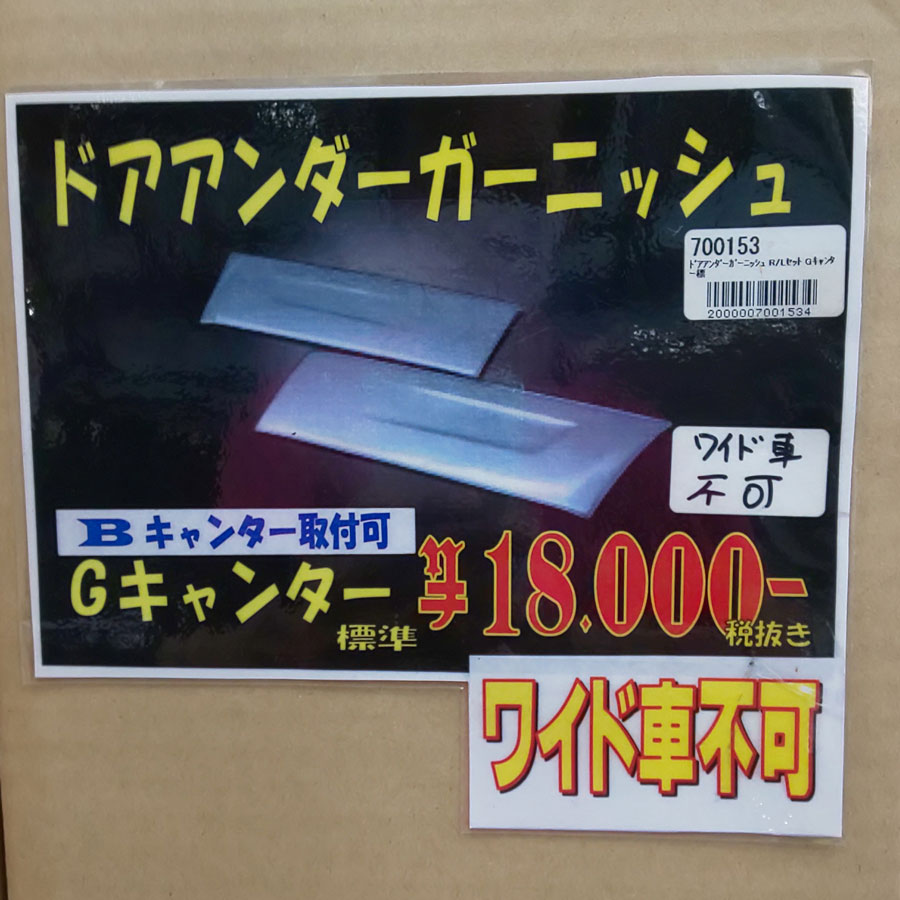 ドアアンダーガーニッシュ
700153
ドアアンダーガーニッシュ R/Lセット Gキャンタ
ー標
2000007001534
ワイド車
不可
B キャンター取付可
Gキャンター
標準
¥18.000-
税抜き
ワイド車不可